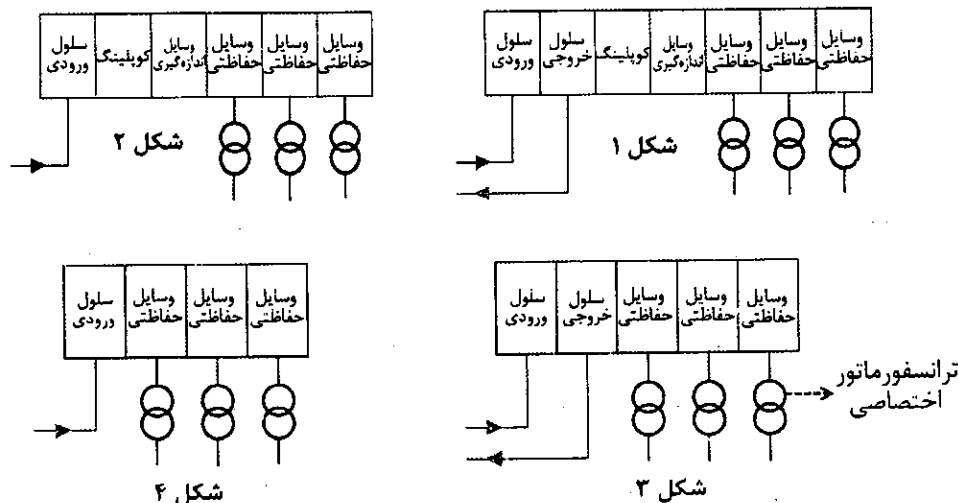 سلول ورودی
سلول خروجی
کوپلینگ
وسایل اندازه‌گیری
وسایل حفاظتی
وسایل حفاظتی
وسایل حفاظتی
شکل ۱
سلول ورودی
کوپلینگ
وسایل اندازه‌گیری
وسایل حفاظتی
وسایل حفاظتی
وسایل حفاظتی
شکل ۲
سلول ورودی
سلول خروجی
وسایل حفاظتی
وسایل حفاظتی
وسایل حفاظتی
ترانسفورماتور
اختصاصی
شکل ۳
سلول ورودی
وسایل حفاظتی
وسایل حفاظتی
وسایل حفاظتی
شکل ۴